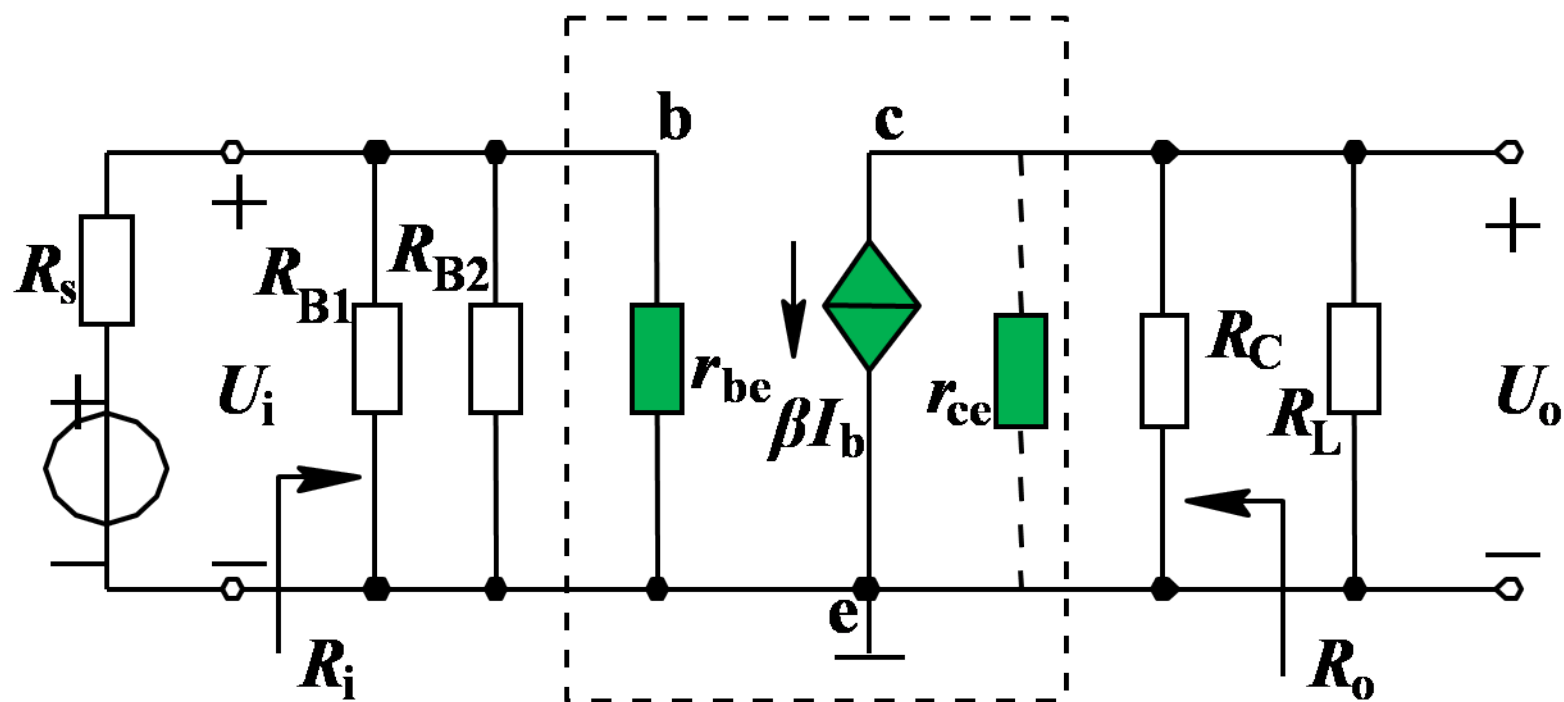 b
c
R_s
+
R_B1
R_B2
+
+
U_i
r_be
βI_b
r_ce
R_C
R_L
U_o
−
−
−
e
R_i
R_o